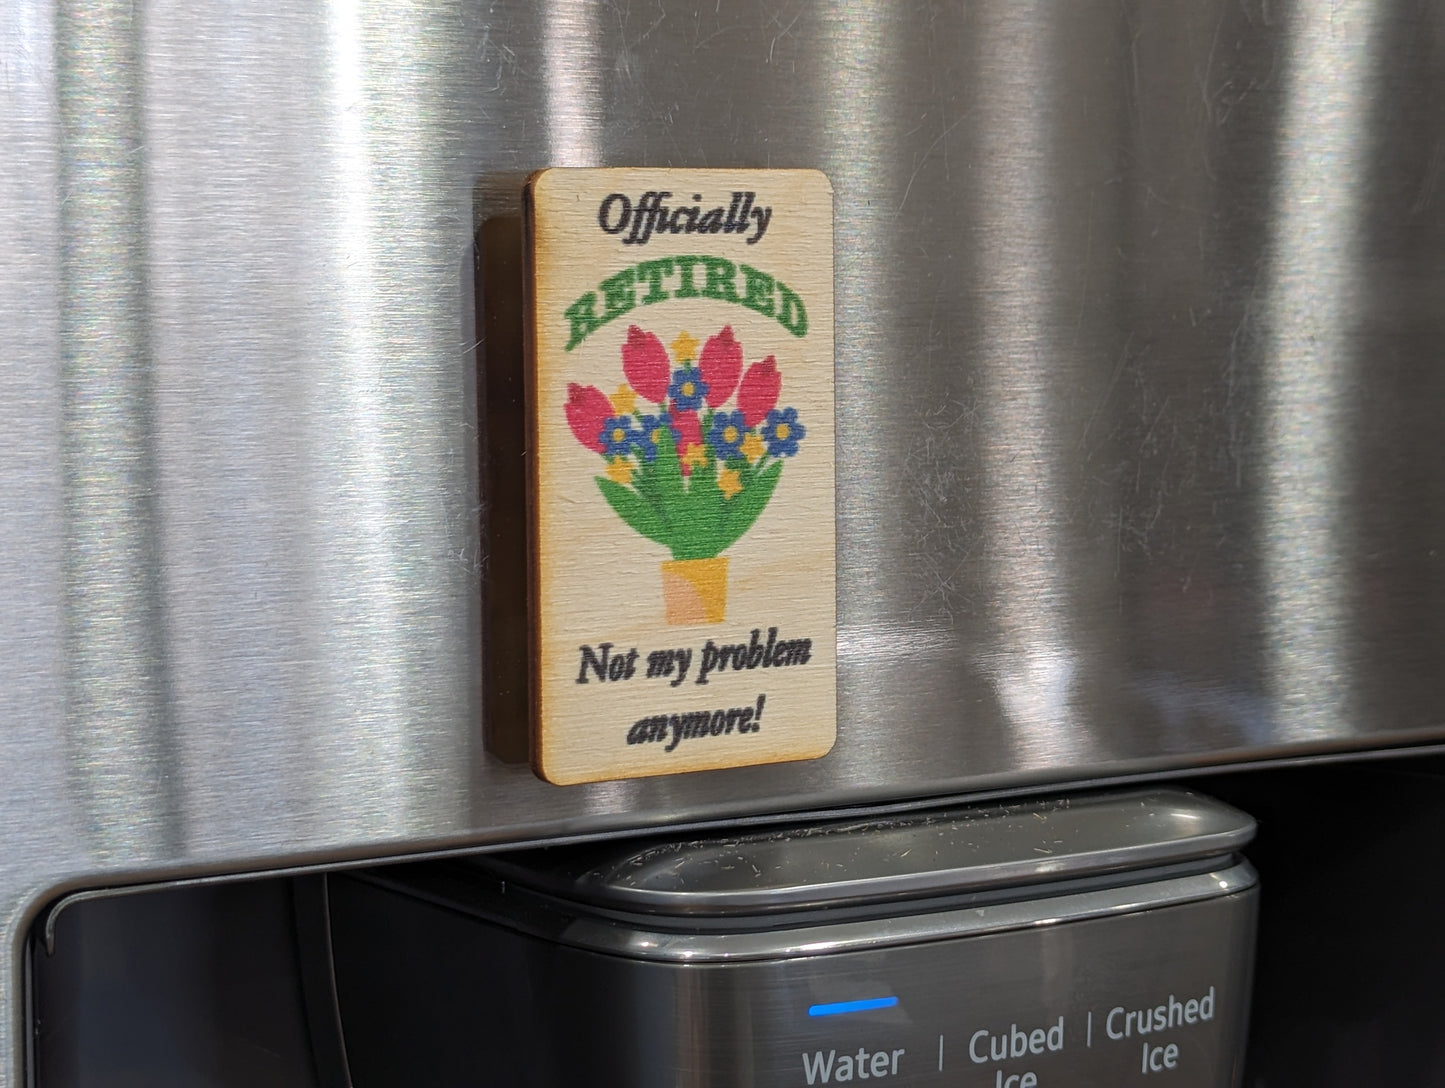 Officially
RETIRED
Not my problem
anymore!
Water | Cubed Ice | Crushed Ice